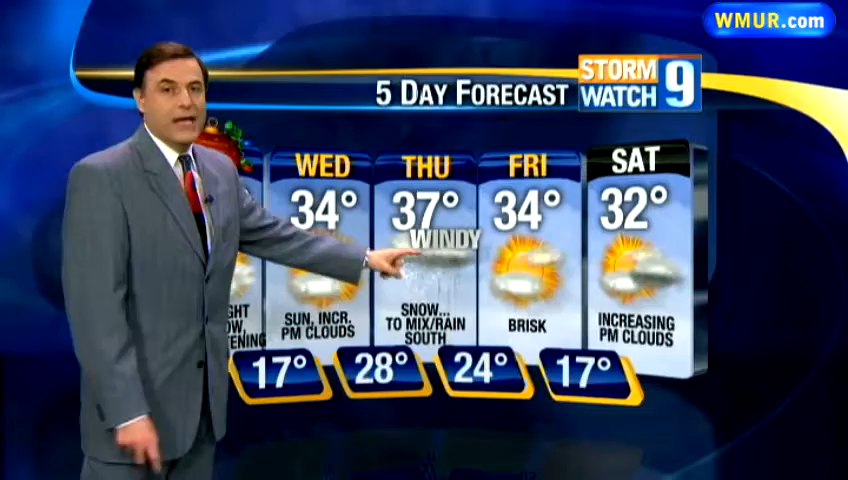 WMUR.com
5 DAY FORECAST
STORM
WATCH 9
WED
THU
FRI
SAT
34°
37°
34°
32°
WINDY
SUN, INCR.
PM CLOUDS
SNOW...
TO MIX/RAIN
SOUTH
BRISK
INCREASING
PM CLOUDS
17°
28°
24°
17°